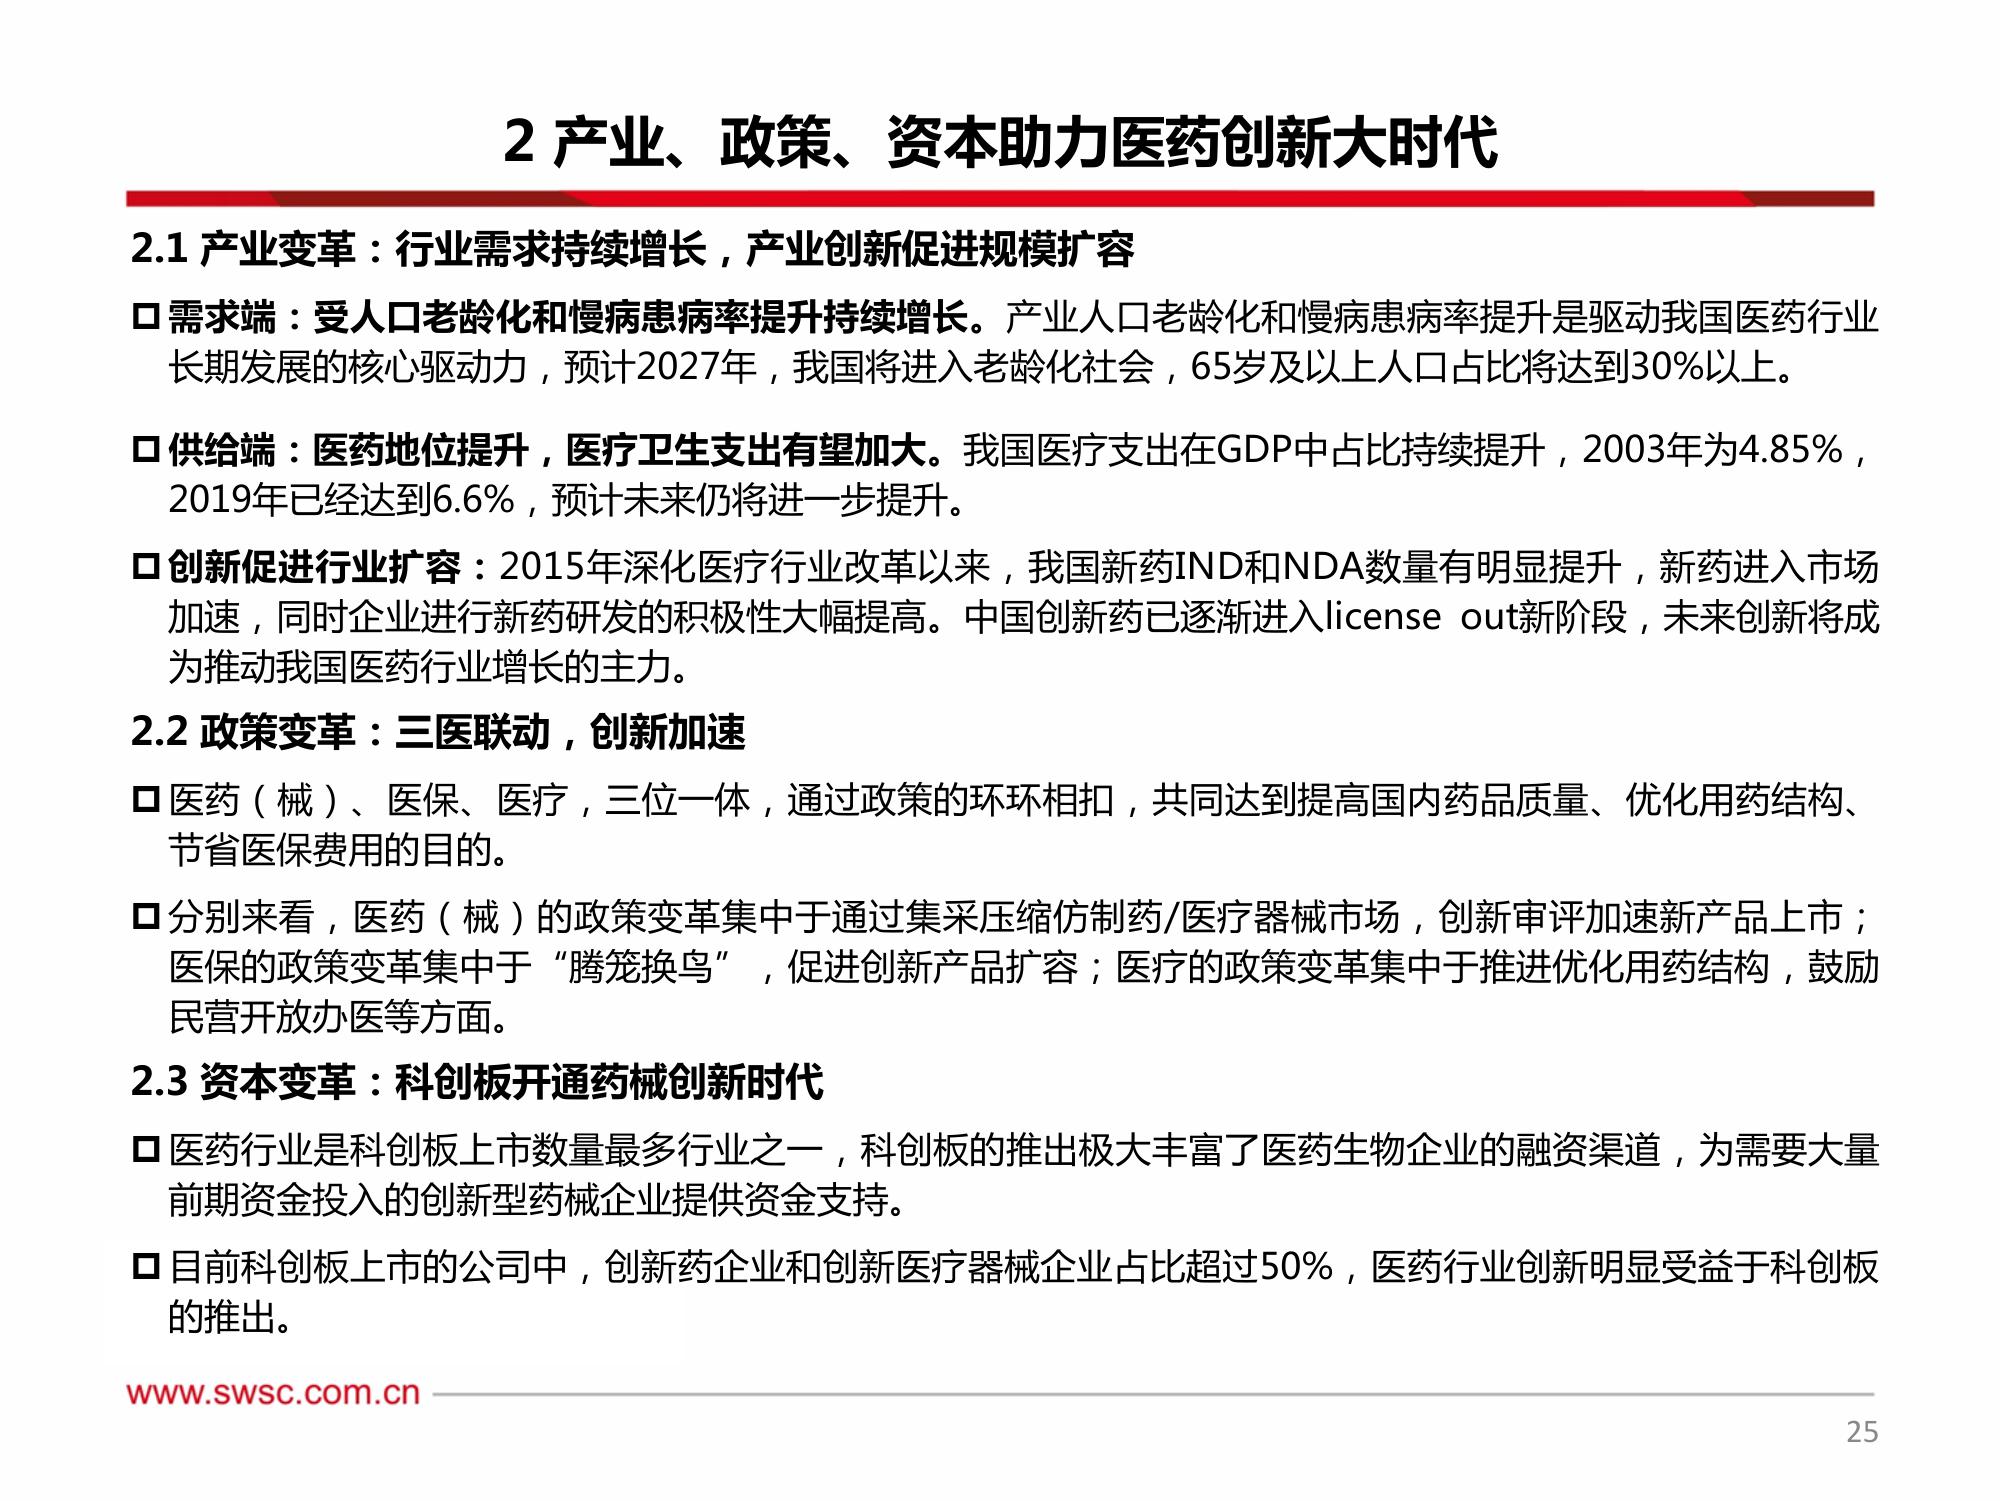 2 产业、政策、资本助力医药创新大时代
2.1 产业变革：行业需求持续增长，产业创新促进规模扩容
需求端：受人口老龄化和慢病患病率提升持续增长。产业人口老龄化和慢病患病率提升是驱动我国医药行业
长期发展的核心驱动力，预计2027年，我国将进入老龄化社会，65岁及以上人口占比将达到30%以上。
供给端：医药地位提升，医疗卫生支出有望加大。我国医疗支出在GDP中占比持续提升，2003年为4.85%，
2019年已经达到6.6%，预计未来仍将进一步提升。
创新促进行业扩容：2015年深化医疗行业改革以来，我国新药IND和NDA数量有明显提升，新药进入市场
加速，同时企业进行新药研发的积极性大幅提高。中国创新药已逐渐进入license out新阶段，未来创新将成
为推动我国医药行业增长的主力。
2.2 政策变革：三医联动，创新加速
医药（械）、医保、医疗，三位一体，通过政策的环环相扣，共同达到提高国内药品质量、优化用药结构、
节省医保费用的目的。
分别来看，医药（械）的政策变革集中于通过集采压缩仿制药/医疗器械市场，创新审评加速新产品上市；
医保的政策变革集中于“腾笼换鸟”，促进创新产品扩容；医疗的政策变革集中于推进优化用药结构，鼓励
民营开放办医等方面。
2.3 资本变革：科创板开通药械创新时代
医药行业是科创板上市数量最多行业之一，科创板的推出极大丰富了医药生物企业的融资渠道，为需要大量
前期资金投入的创新型药械企业提供资金支持。
目前科创板上市的公司中，创新药企业和创新医疗器械企业占比超过50%，医药行业创新明显受益于科创板
的推出。
www.swsc.com.cn
25